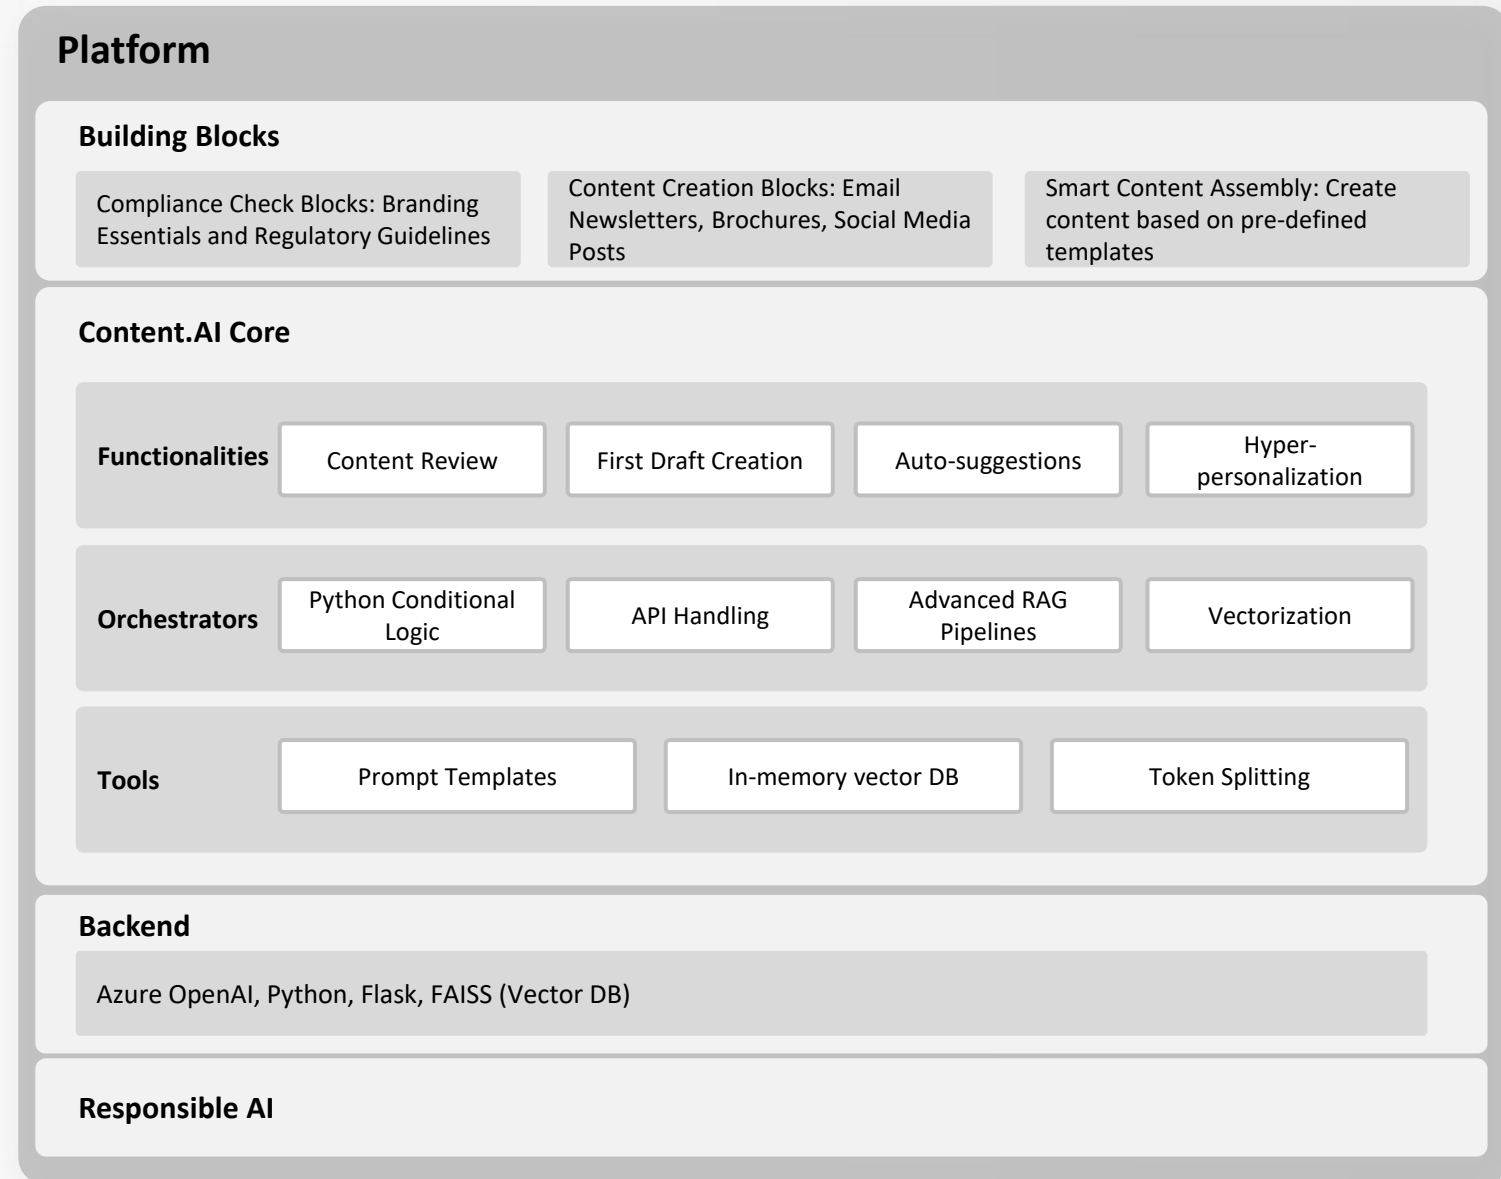 Platform
Building Blocks
Compliance Check Blocks: Branding
Essentials and Regulatory Guidelines
Content Creation Blocks: Email
Newsletters, Brochures, Social Media
Posts
Smart Content Assembly: Create
content based on pre-defined
templates
Content.AI Core
Functionalities
Content Review
First Draft Creation
Auto-suggestions
Hyper-
personalization
Orchestrators
Python Conditional
Logic
API Handling
Advanced RAG
Pipelines
Vectorization
Tools
Prompt Templates
In-memory vector DB
Token Splitting
Backend
Azure OpenAI, Python, Flask, FAISS (Vector DB)
Responsible AI